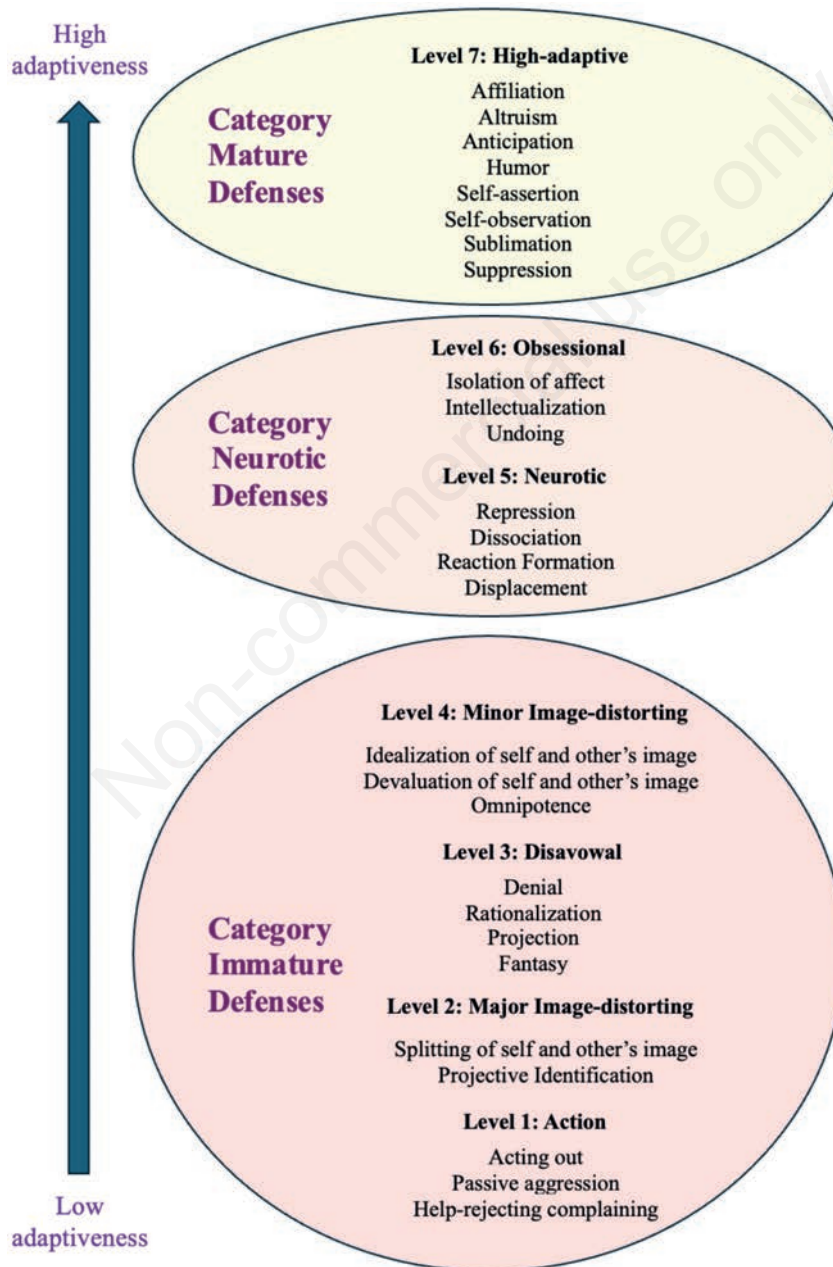 High
adaptiveness
Level 7: High-adaptive
Category
Mature
Defenses
Affiliation
Altruism
Anticipation
Humor
Self-assertion
Self-observation
Sublimation
Suppression
Level 6: Obsessional
Isolation of affect
Intellectualization
Undoing
Category
Neurotic
Defenses
Level 5: Neurotic
Repression
Dissociation
Reaction Formation
Displacement
Level 4: Minor Image-distorting
Idealization of self and other's image
Devaluation of self and other's image
Omnipotence
Level 3: Disavowal
Denial
Rationalization
Projection
Fantasy
Category
Immature
Defenses
Level 2: Major Image-distorting
Splitting of self and other's image
Projective Identification
Level 1: Action
Acting out
Passive aggression
Help-rejecting complaining
Low
adaptiveness
Non-commercial use only